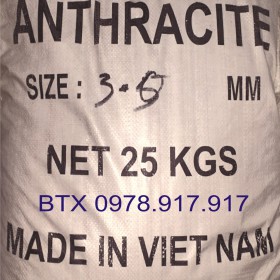 ANTHRACITE
SIZE : 3.5 MM
NET 25 KGS
BTX 0978.917.917
MADE IN VIET NAM